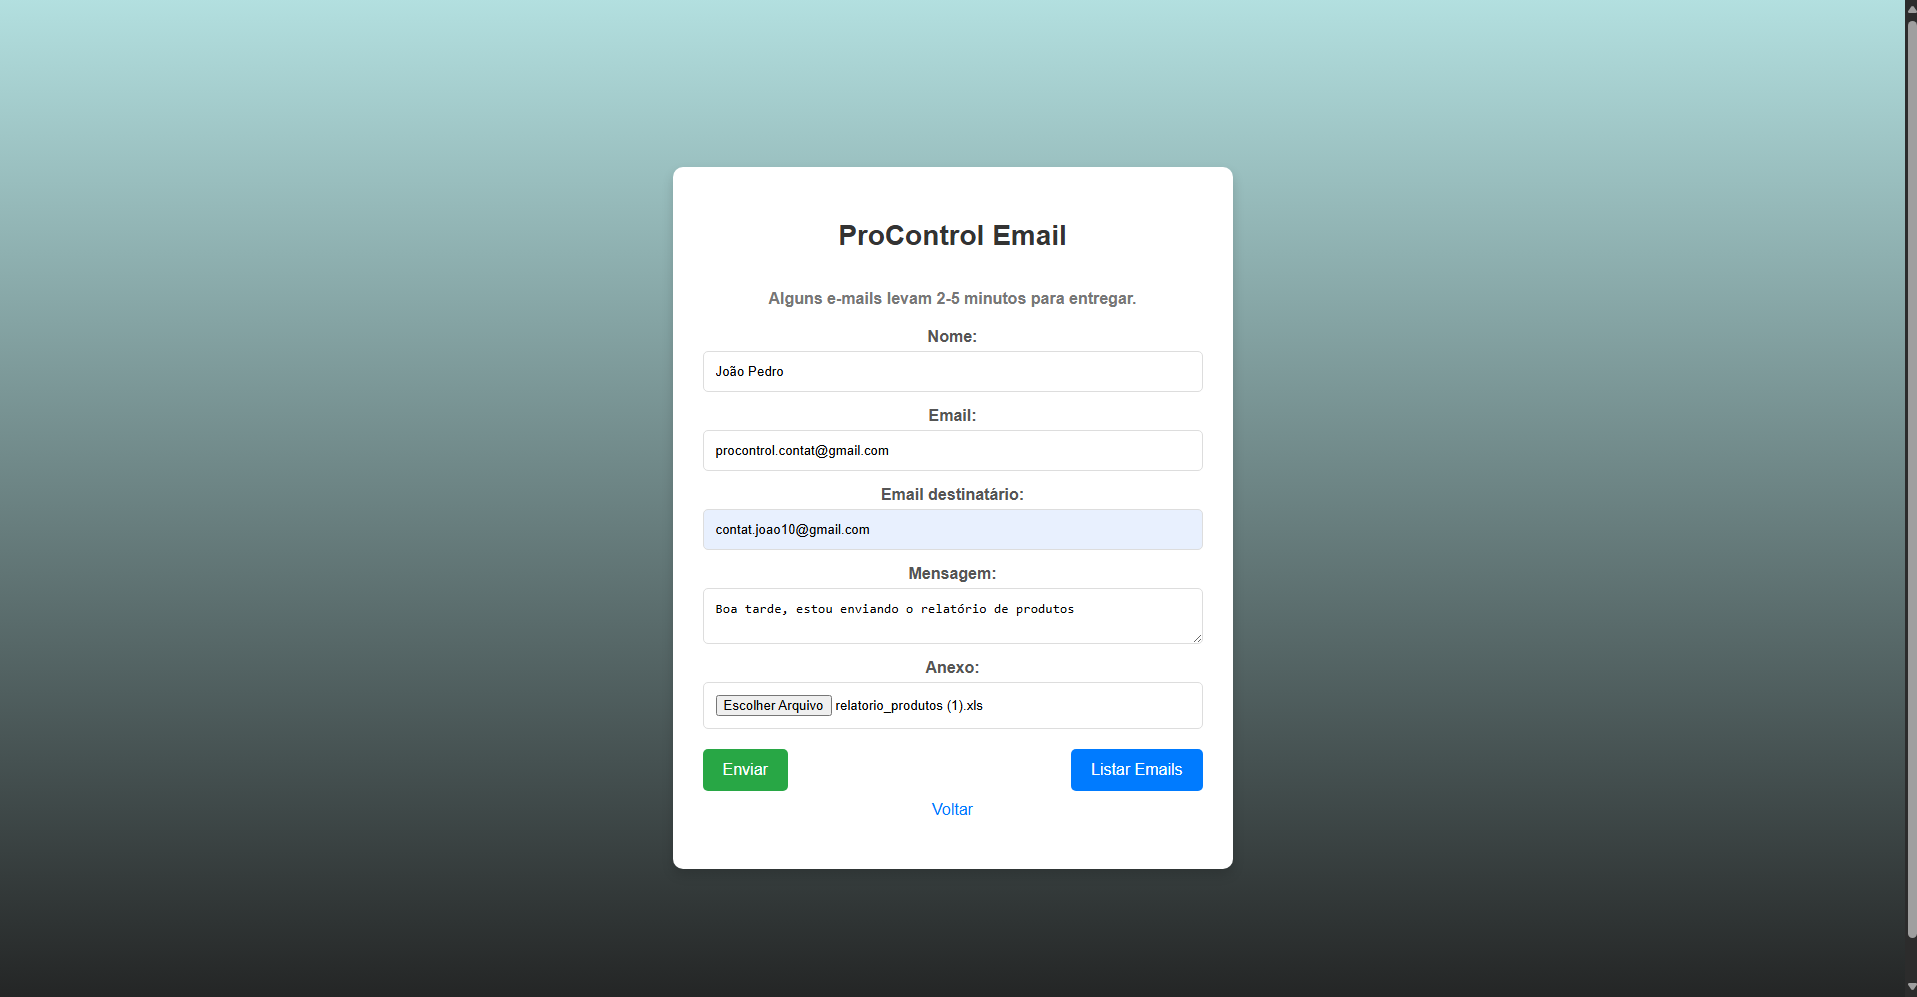 ProControl Email
Alguns e-mails levam 2-5 minutos para entregar.
Nome:
João Pedro
Email:
procontrol.contat@gmail.com
Email destinatário:
contat.joao10@gmail.com
Mensagem:
Boa tarde, estou enviando o relatório de produtos
Anexo:
Escolher Arquivo relatorio_produtos (1).xls
Enviar
Listar Emails
Voltar